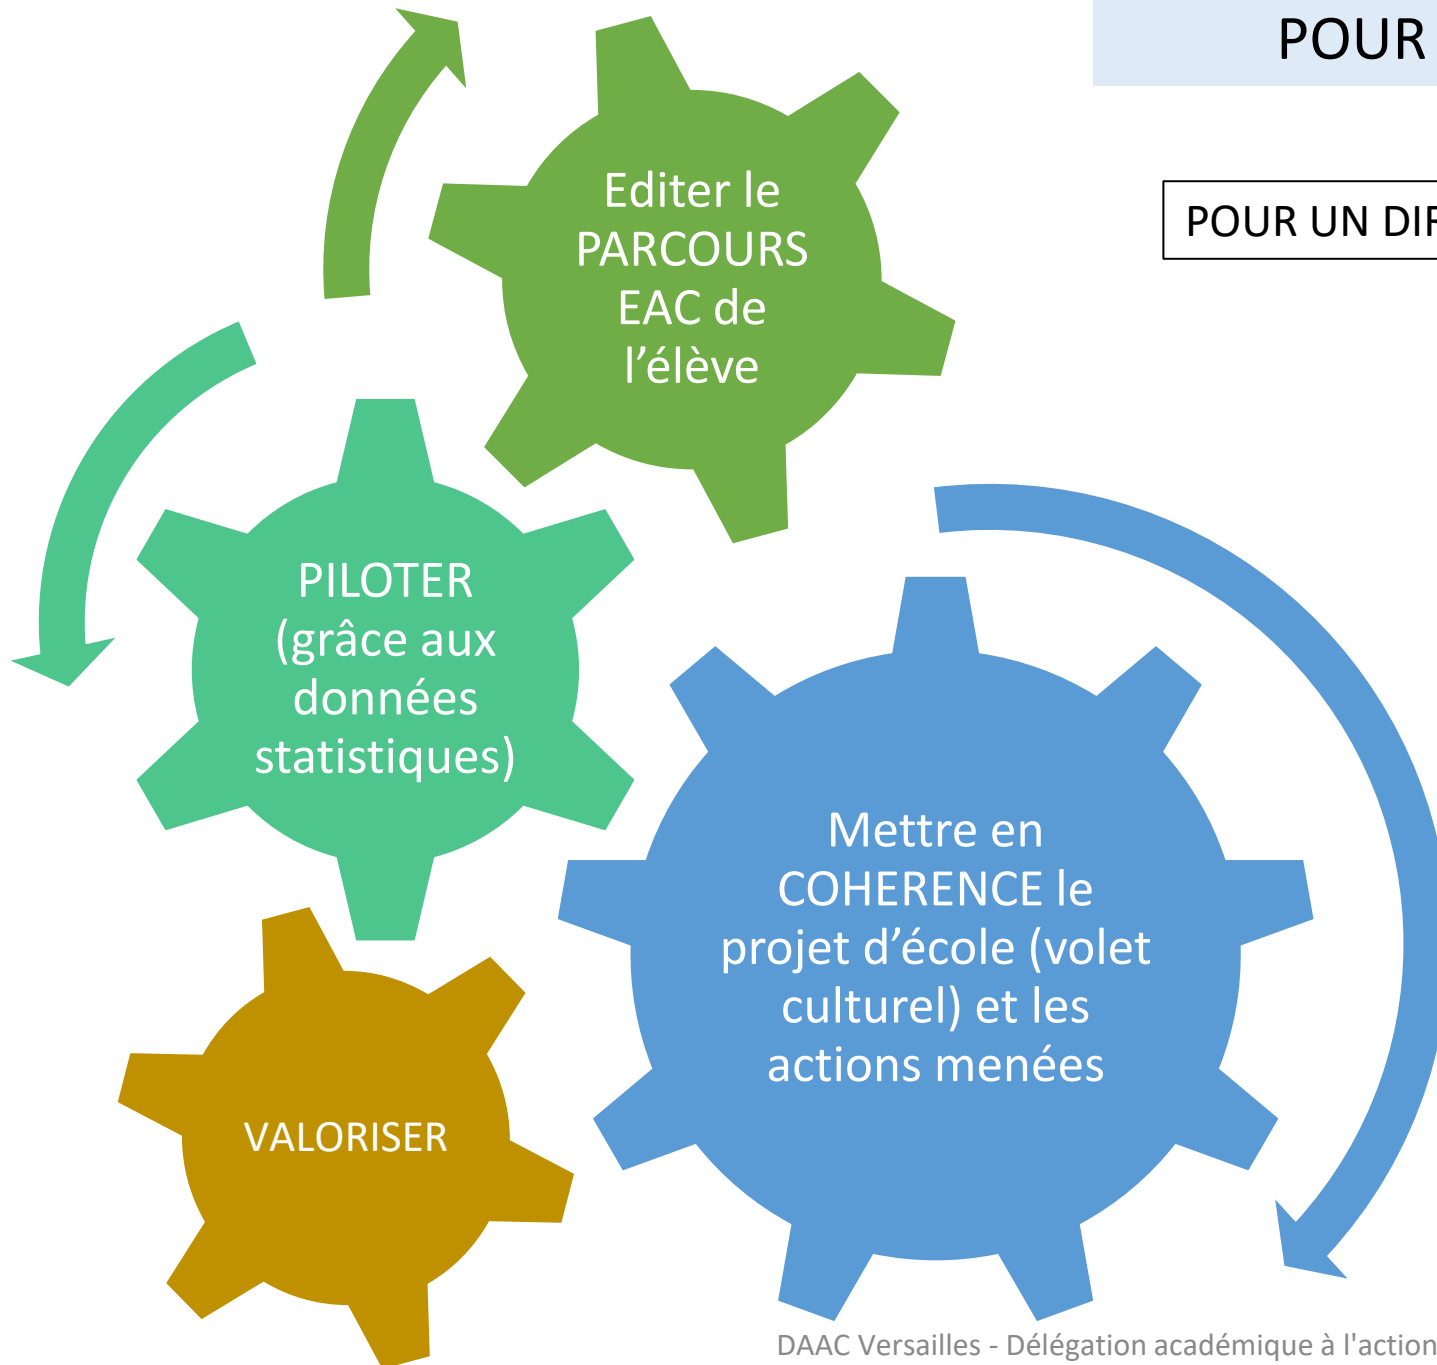 POUR
POUR UN DIR
Editer le
PARCOURS
EAC de
l’élève
PILOTER
(grâce aux
données
statistiques)
Mettre en
COHERENCE le
projet d’école (volet
culturel) et les
actions menées
VALORISER
DAAC Versailles - Délégation académique à l'action